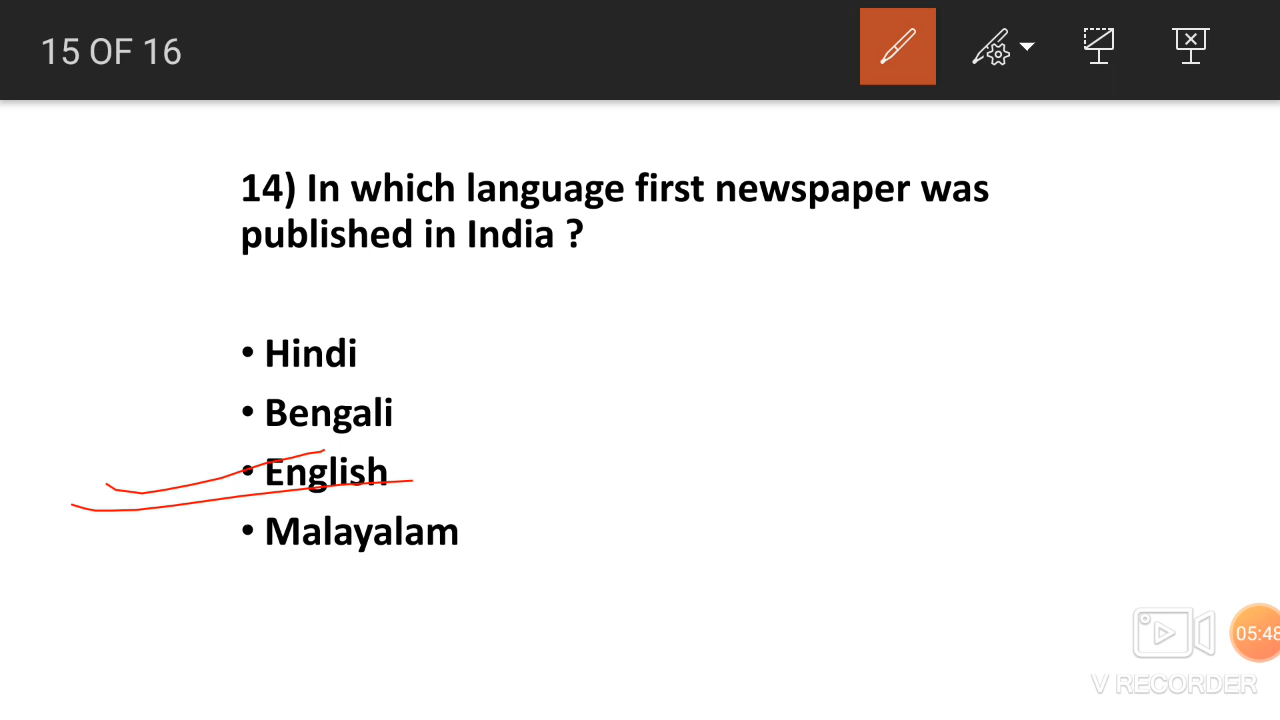 15 OF 16
14) In which language first newspaper was
published in India ?
• Hindi
• Bengali
• English
• Malayalam
05:48
V RECORDER